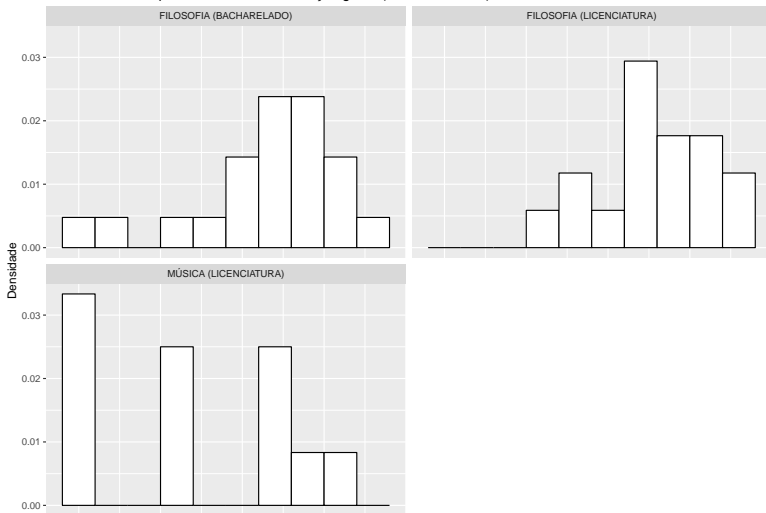 FILOSOFIA (BACHARELADO)
FILOSOFIA (LICENCIATURA)
0.03
0.02
0.01
0.00
Densidade
MÚSICA (LICENCIATURA)
0.03
0.02
0.01
0.00